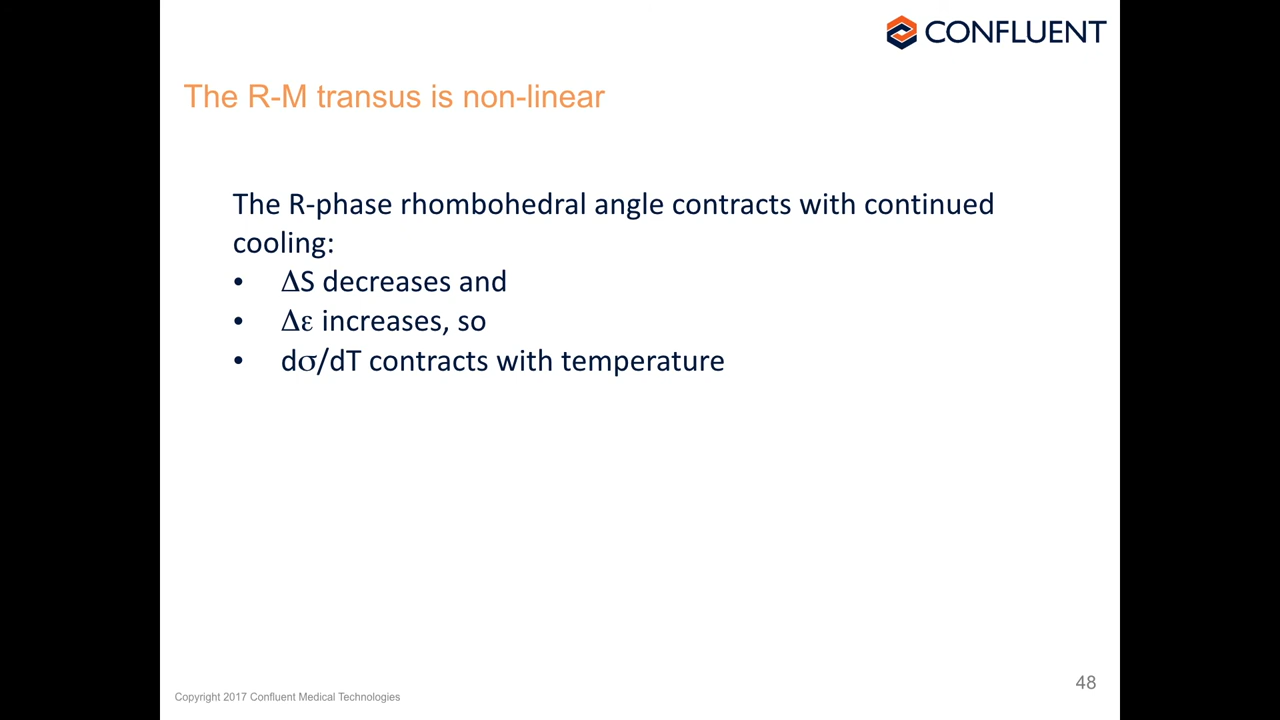 CONFLUENT
The R-M transus is non-linear
The R-phase rhombohedral angle contracts with continued
cooling:
• ΔS decreases and
• Δε increases, so
• dσ/dT contracts with temperature
48
Copyright 2017 Confluent Medical Technologies